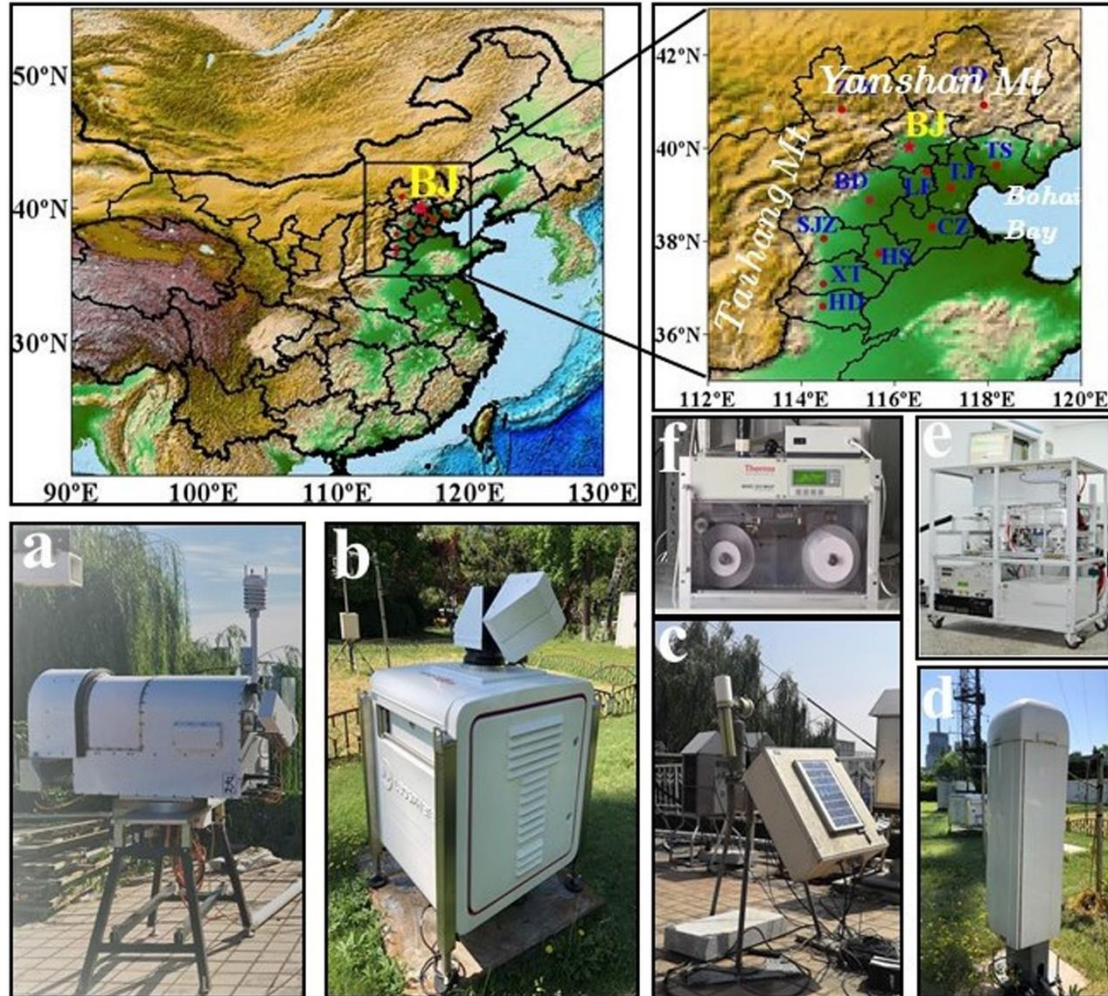 50°N
40°N
30°N
90°E
100°E
110°E
120°E
130°E
BJ
42°N
40°N
38°N
36°N
112°E
114°E
116°E
118°E
120°E
Yanshan Mt
BJ
TS
TJ
LF
BD
Taihang Mt
Bohai
Bay
SJZ
CZ
HS
XT
HD
f
Thermo
e
a
b
c
d